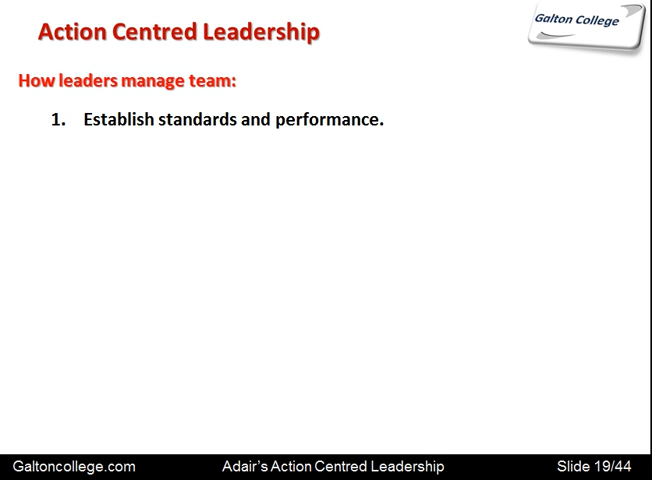 Action Centred Leadership
Galton College
How leaders manage team:
1. Establish standards and performance.
Galtoncollege.com
Adair's Action Centred Leadership
Slide 19/44